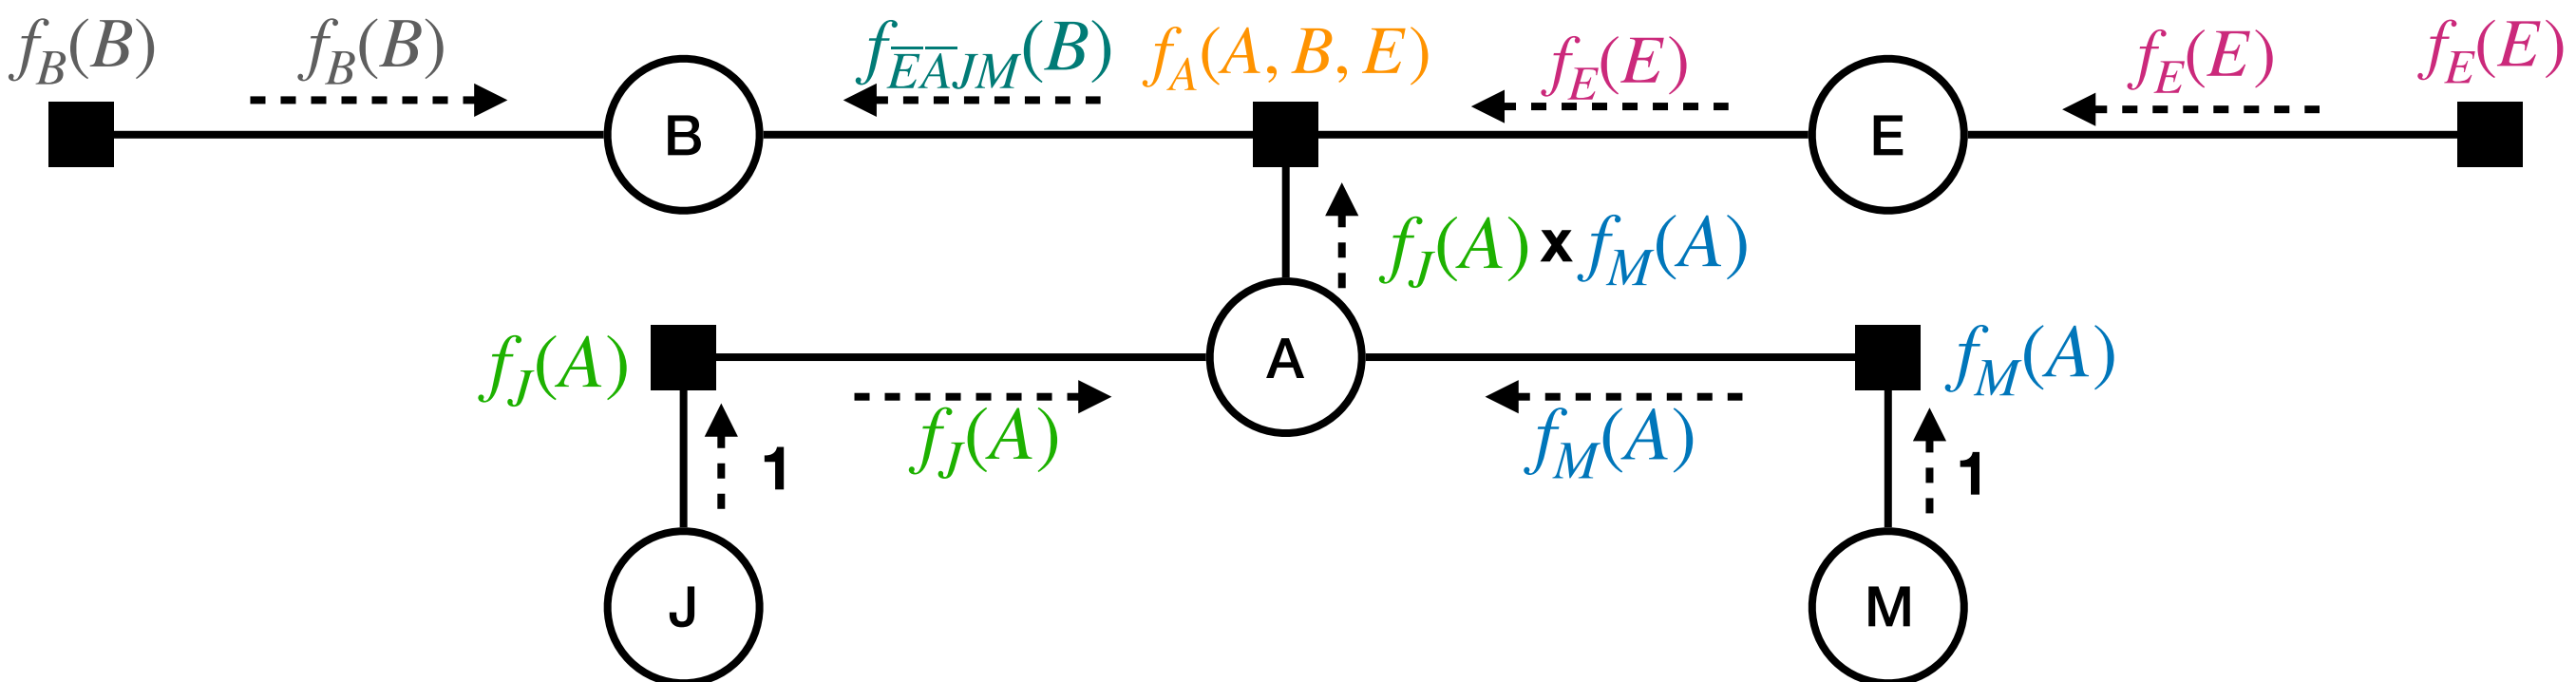 f_B(B) f_B(B) f_{\overline{E}\overline{A}JM}(B) f_A(A, B, E) f_E(E) f_E(E) f_E(E)
B E
f_J(A) x f_M(A)
f_J(A) A f_M(A)
f_J(A) f_M(A)
1 1
J M